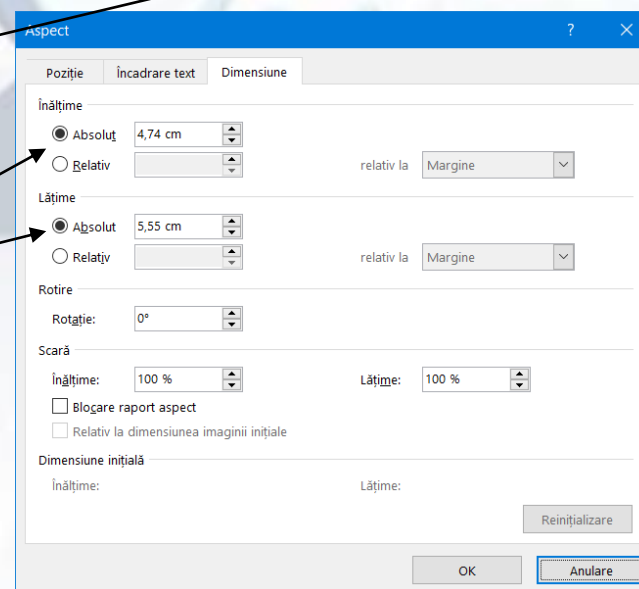 Aspect ?
Poziție Încadrare text Dimensiune
Înălțime
Absolut 4,74 cm
Relativ relativ la Margine
Lățime
Absolut 5,55 cm
Relativ relativ la Margine
Rotire
Rotație: 0°
Scară
Înălțime: 100 % Lățime: 100 %
Blocare raport aspect
Relativ la dimensiunea imaginii inițiale
Dimensiune inițială
Înălțime: Lățime:
Reinițializare
OK Anulare